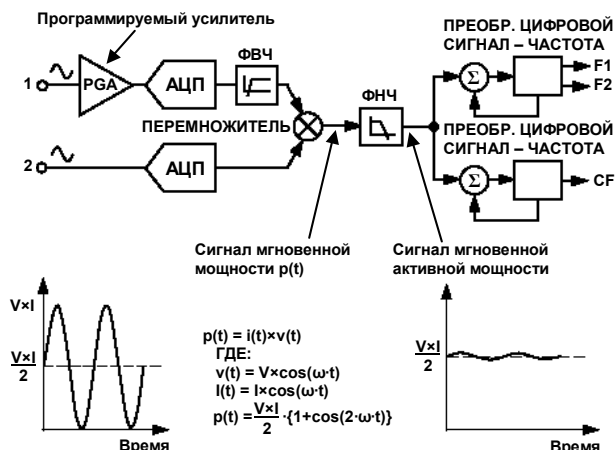 Программируемый усилитель
ПРЕОБР. ЦИФРОВОЙ
СИГНАЛ – ЧАСТОТА
1
PGA
АЦП
ФВЧ
ФНЧ
Σ
F1
F2
ПЕРЕМНОЖИТЕЛЬ
2
АЦП
ПРЕОБР. ЦИФРОВОЙ
СИГНАЛ – ЧАСТОТА
Σ
CF
Сигнал мгновенной
мощности p(t)
Сигнал мгновенной
активной мощности
V×I
V×I
2
Время
p(t) = i(t)×v(t)
ГДЕ:
v(t) = V×cos(ω·t)
I(t) = I×cos(ω·t)
p(t) = V×I/2 ·{1+cos(2·ω·t)}
V×I
2
Время